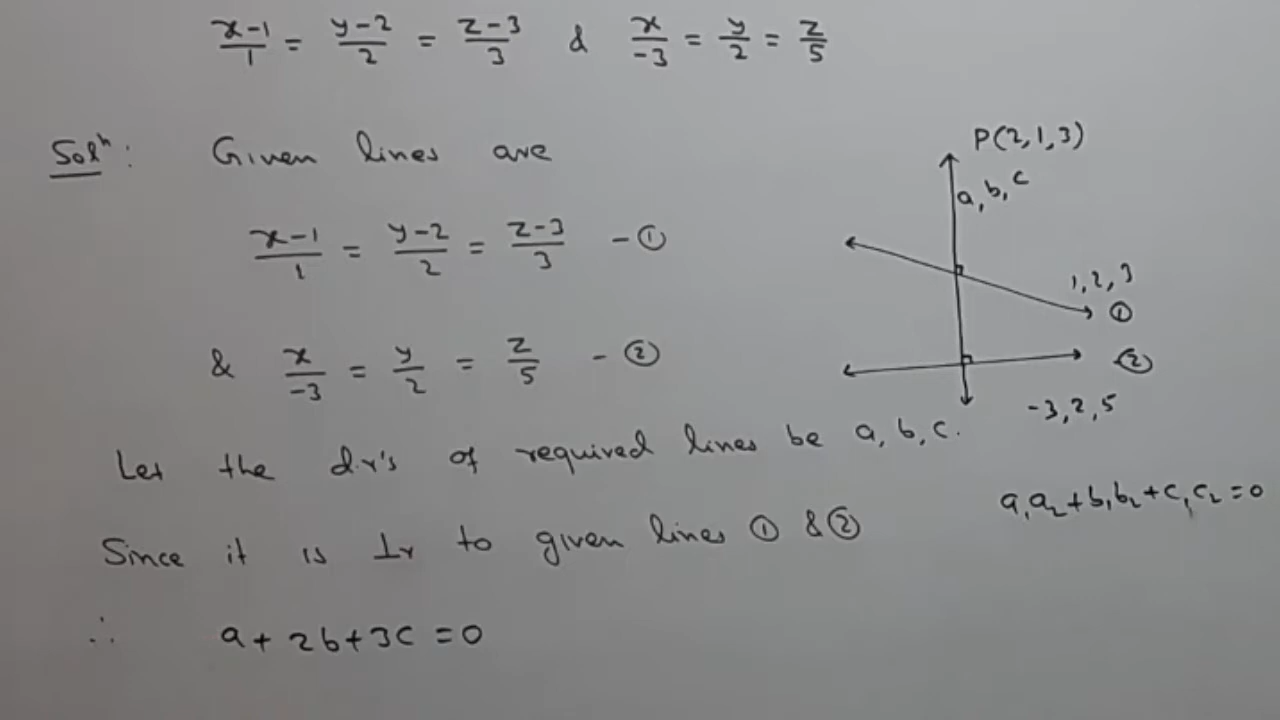 x-1/1 = y-2/2 = z-3/3 & x/-3 = y/2 = z/5
Solⁿ: Given lines are
x-1/1 = y-2/2 = z-3/3 - ①
& x/-3 = y/2 = z/5 - ②
Let the d.r's of required lines be a, b, c.
Since it is ⊥r to given lines ① & ②
∴ a + 2b + 3c = 0
P(2,1,3)
a, b, c
1, 2, 3
①
②
-3, 2, 5
a₁a₂ + b₁b₂ + c₁c₂ = 0